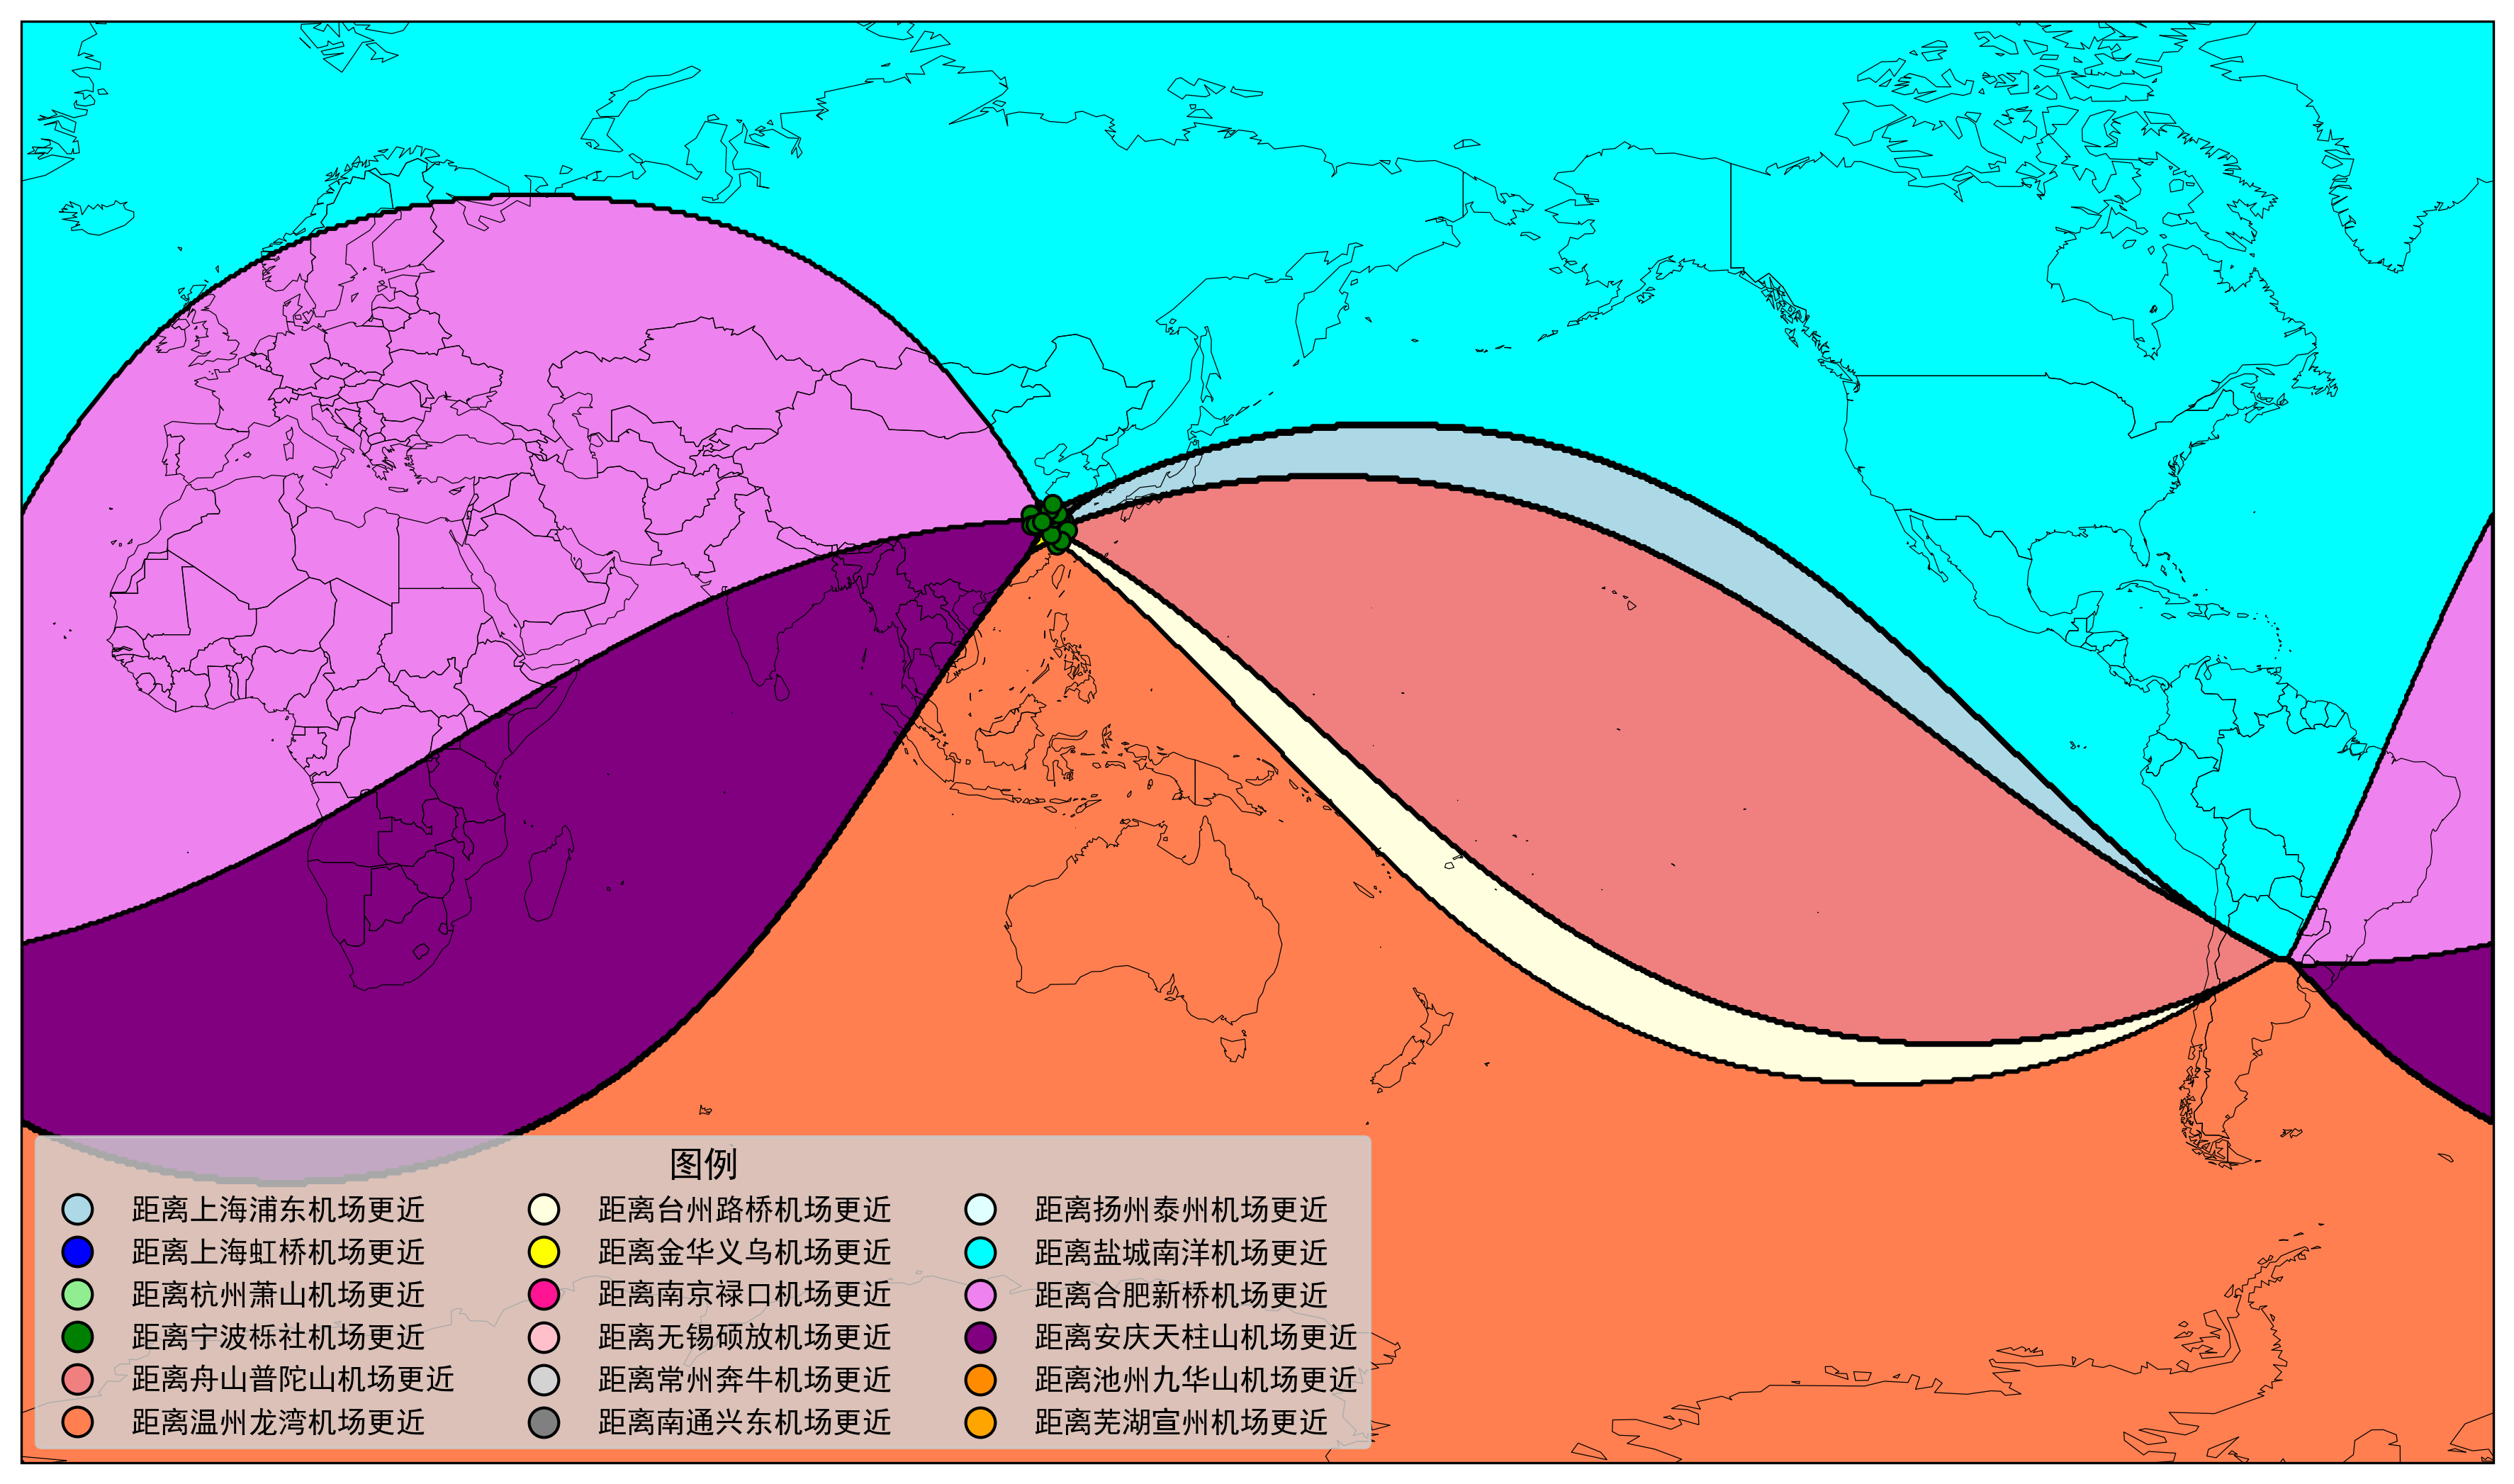 图例
距离上海浦东机场更近
距离上海虹桥机场更近
距离杭州萧山机场更近
距离宁波栎社机场更近
距离舟山普陀山机场更近
距离温州龙湾机场更近
距离台州路桥机场更近
距离金华义乌机场更近
距离南京禄口机场更近
距离无锡硕放机场更近
距离常州奔牛机场更近
距离南通兴东机场更近
距离扬州泰州机场更近
距离盐城南洋机场更近
距离合肥新桥机场更近
距离安庆天柱山机场更近
距离池州九华山机场更近
距离芜湖宣州机场更近